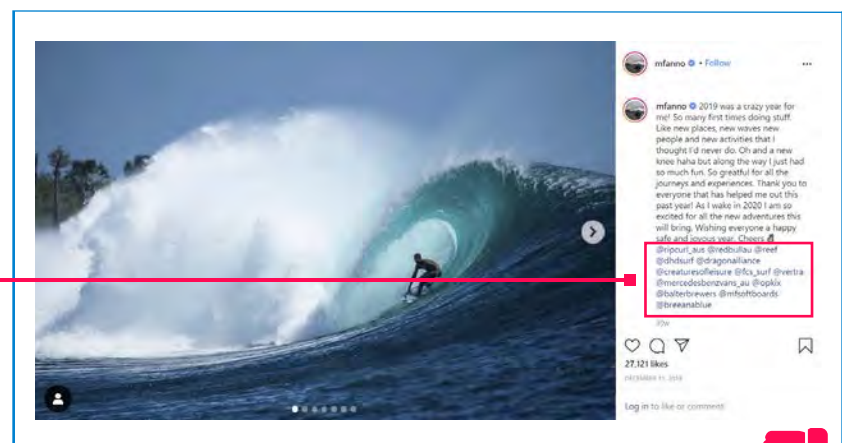 mfanno • Follow
mfanno 2019 was a crazy year for
me! So many first times doing stuff.
Like new places, new waves new
people and new activities that I
thought I'd never do. Oh and a new
knee haha but along the way I just had
so much fun. So greatful for all the
journeys and experiences. Thank you to
everyone that has helped me out this
past year! As I wake in 2020 I am so
excited for all the new adventures this
will bring. Wishing everyone a happy
safe and joyous year. Cheers
@ripcurl_aus @redbullau @reef
@dhdsurf @dragonalliance
@creaturesofleisure @fcs_surf @vertra
@mercedesbenzvans_au @opkix
@balterbrewers @mfsoftboards
@breeanablue
27,121 likes
DECEMBER 31, 2019
Log in to like or comment.